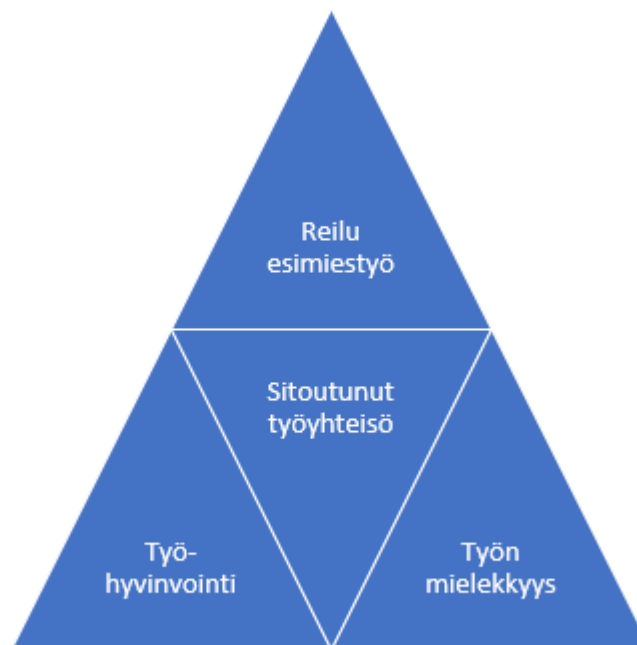 Reilu
esimiestyö
Sitoutunut
työyhteisö
Työ-
hyvinvointi
Työn
mielekkyys